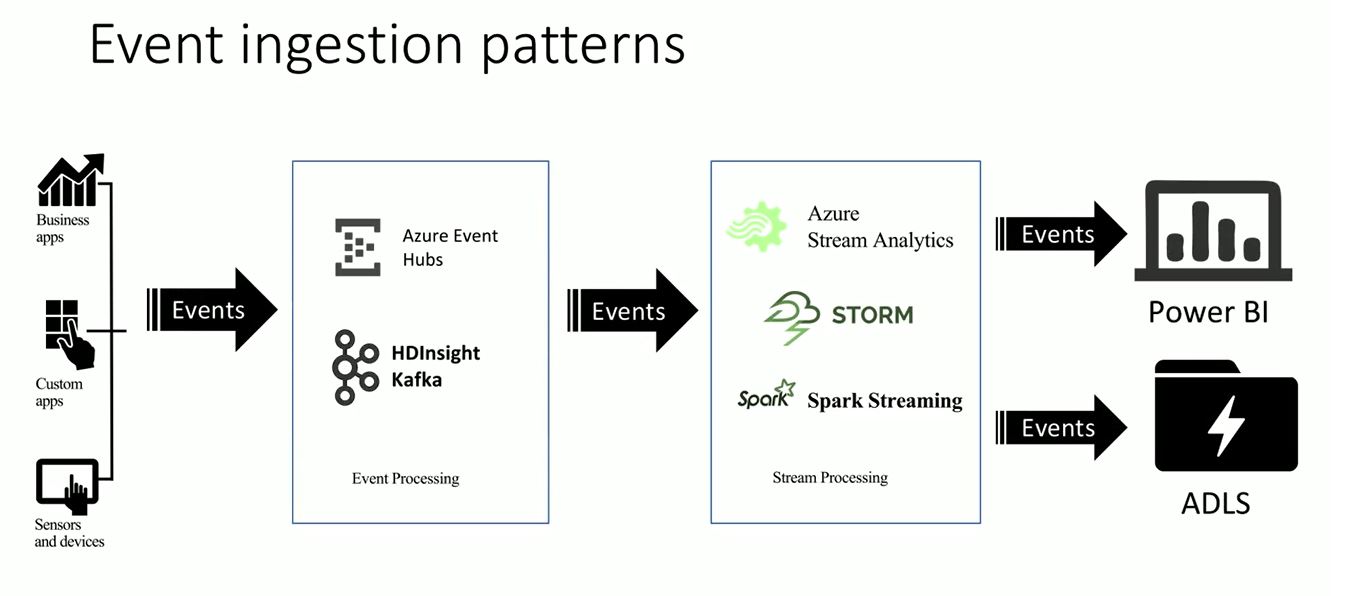 Event ingestion patterns
Business
apps
Custom
apps
Sensors
and devices
Events
Azure Event
Hubs
HDInsight
Kafka
Event Processing
Events
Azure
Stream Analytics
STORM
Spark Spark Streaming
Stream Processing
Events
Power BI
Events
ADLS